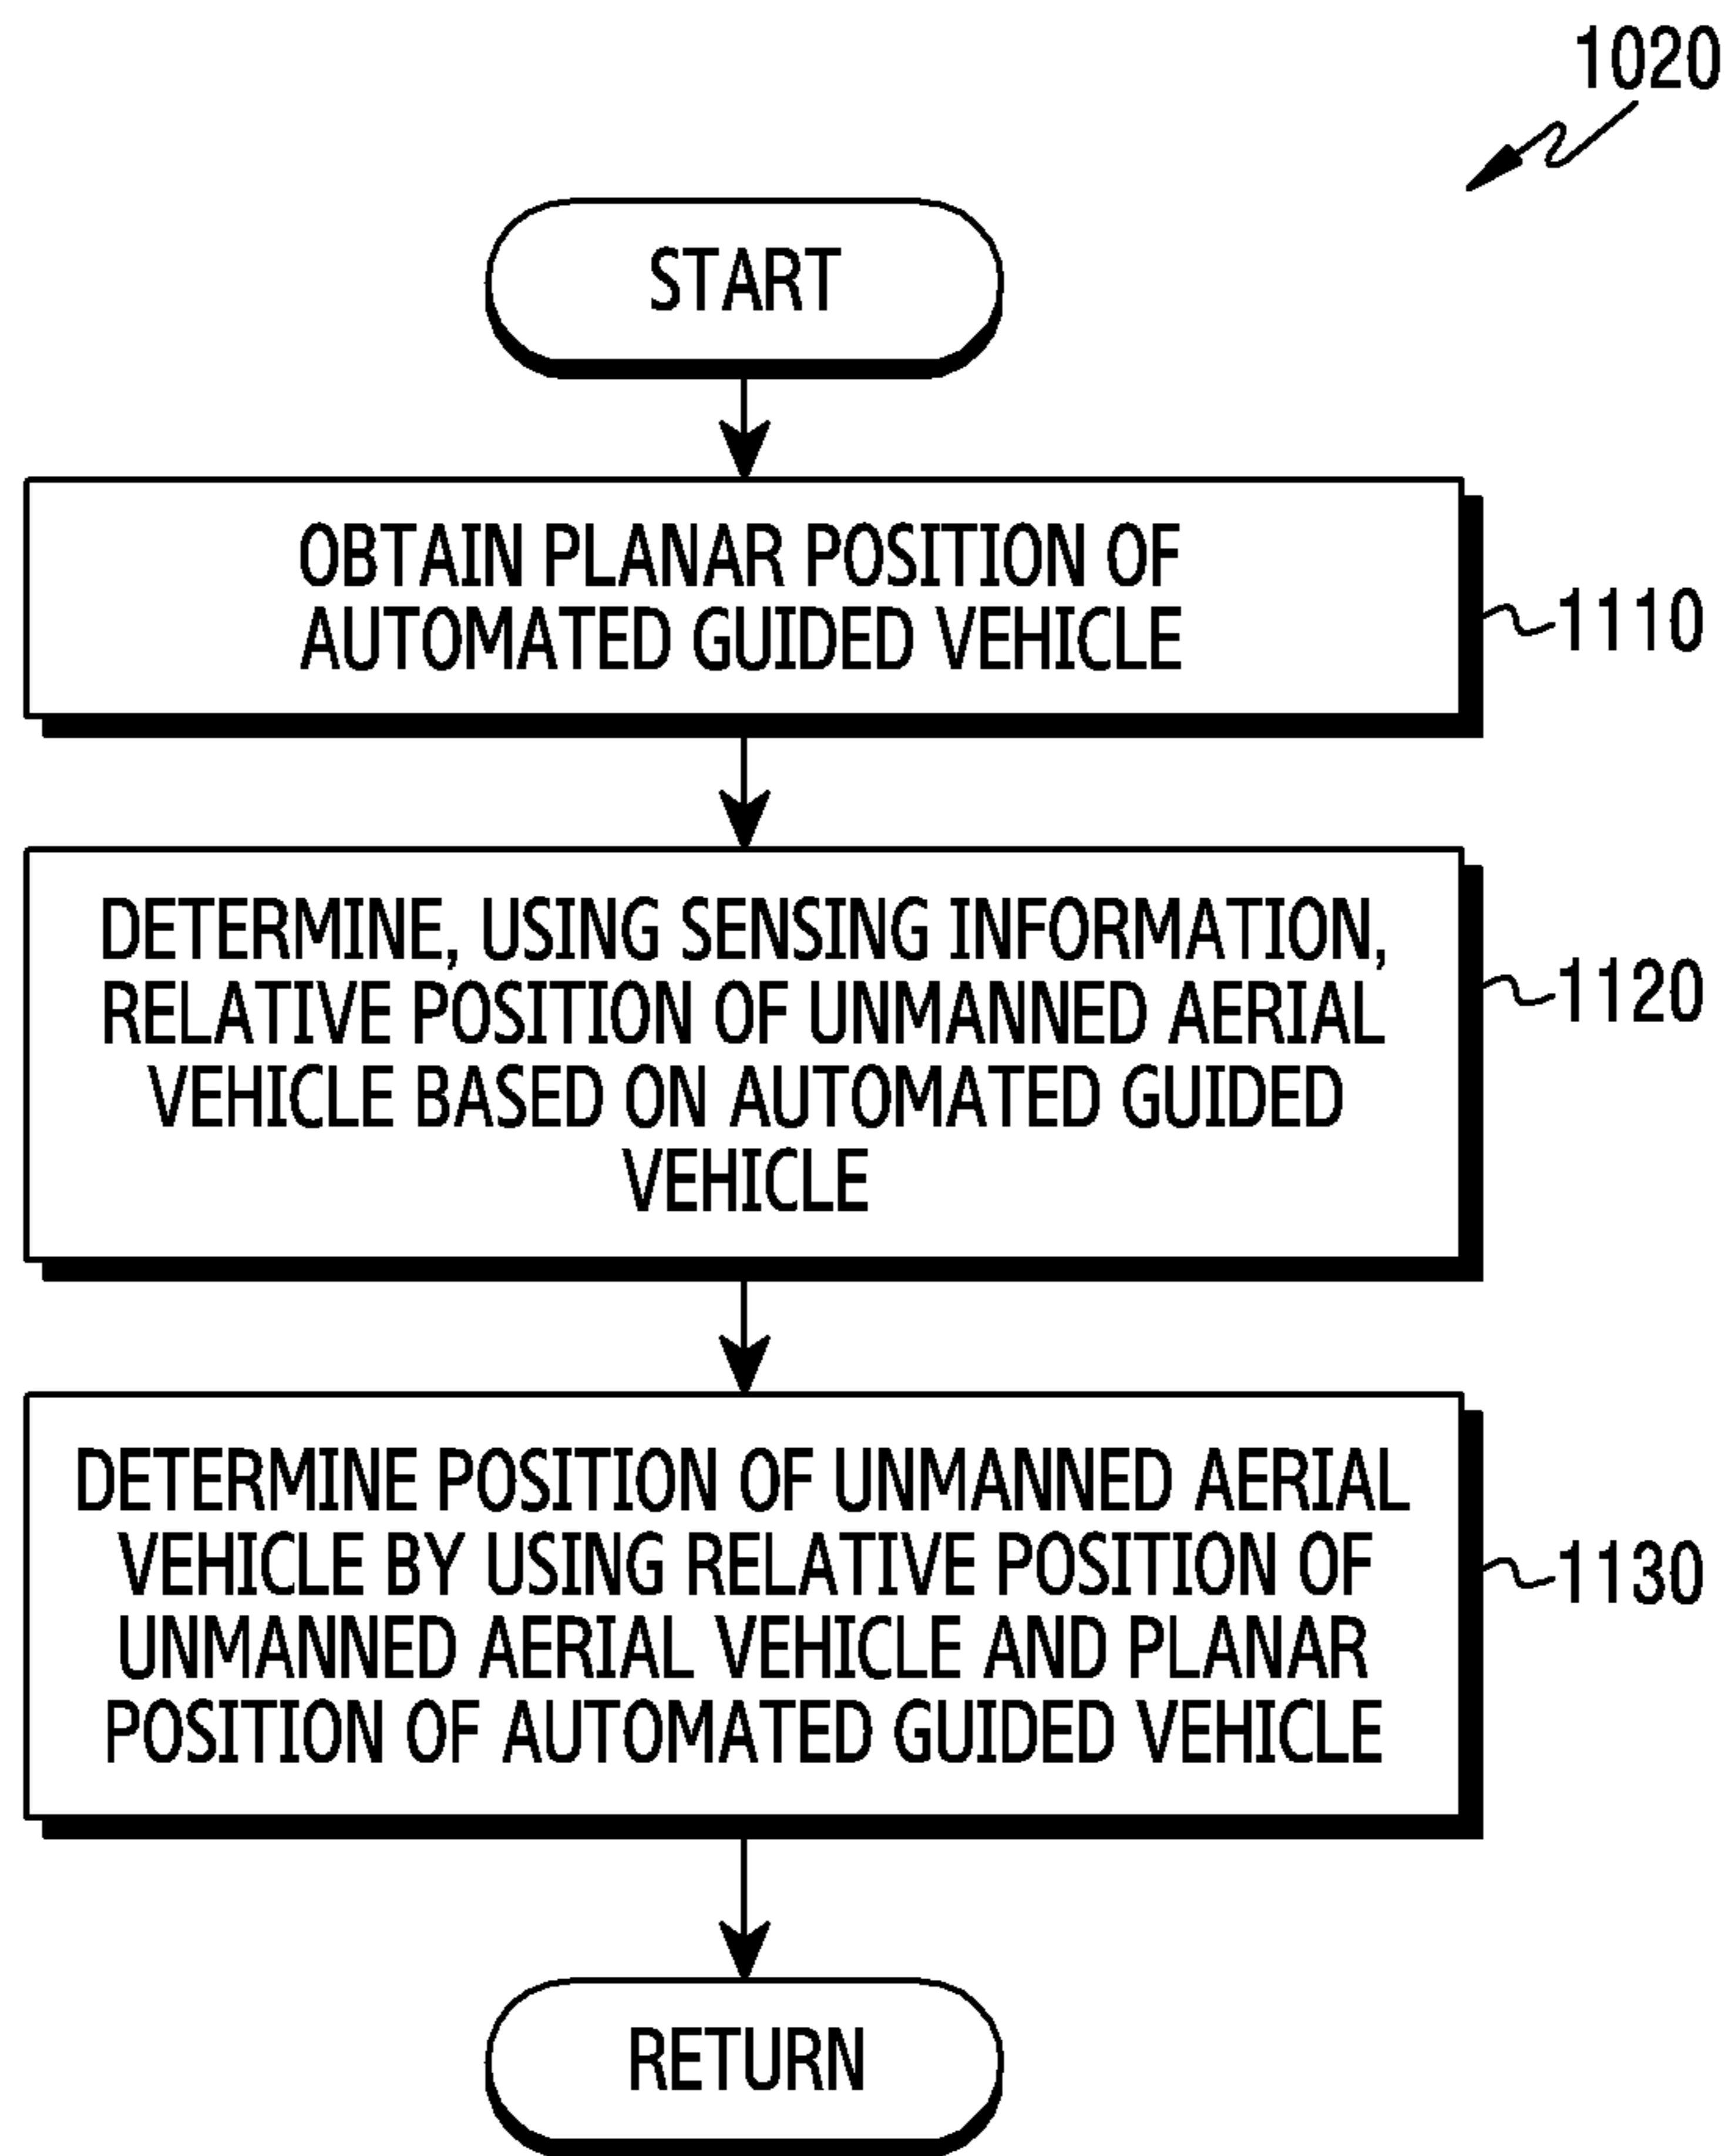 1020
START
OBTAIN PLANAR POSITION OF
AUTOMATED GUIDED VEHICLE
1110
DETERMINE, USING SENSING INFORMATION,
RELATIVE POSITION OF UNMANNED AERIAL
VEHICLE BASED ON AUTOMATED GUIDED
VEHICLE
1120
DETERMINE POSITION OF UNMANNED AERIAL
VEHICLE BY USING RELATIVE POSITION OF
UNMANNED AERIAL VEHICLE AND PLANAR
POSITION OF AUTOMATED GUIDED VEHICLE
1130
RETURN